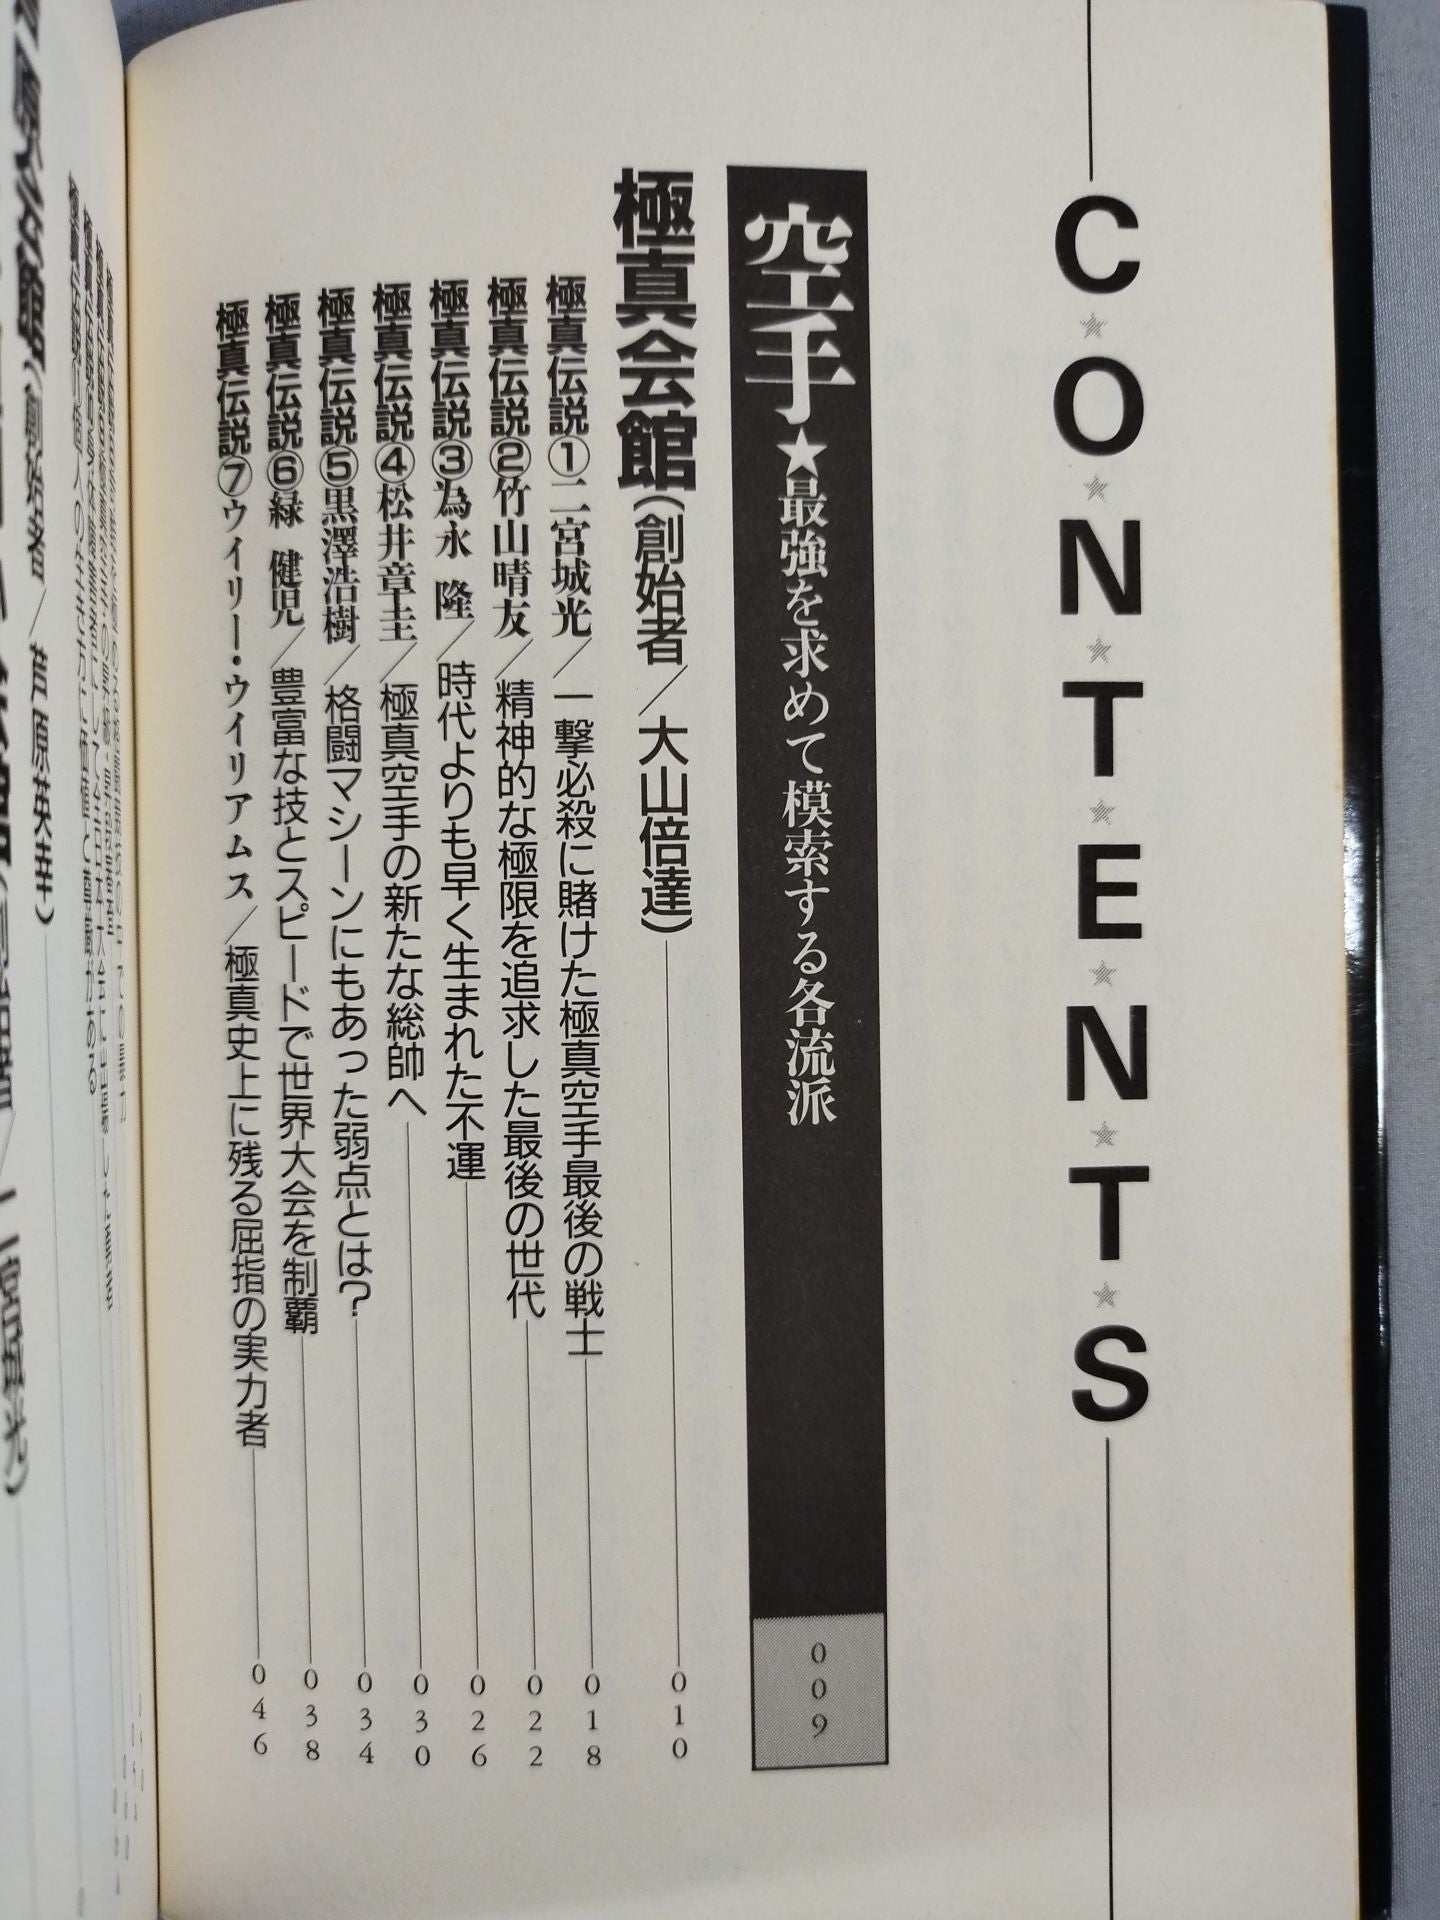 C★O★N★T★E★N★T★S
空手★最強を求めて模索する各流派 009
極真会館(創始者/大山倍達) 010
極真伝説①二宮城光/一撃必殺に賭けた極真空手最後の戦士 018
極真伝説②竹山晴友/精神的な極限を追求した最後の世代 022
極真伝説③為永 隆/時代よりも早く生まれた不運 026
極真伝説④松井章圭/極真空手の新たな総帥へ 030
極真伝説⑤黒澤浩樹/格闘マシーンにもあった弱点とは? 034
極真伝説⑥緑 健児/豊富な技とスピードで世界大会を制覇 038
極真伝説⑦ウイリー・ウイリアムス/極真史上に残る屈指の実力者 046
原会館(創始者/芦原英幸)
二宮城光)